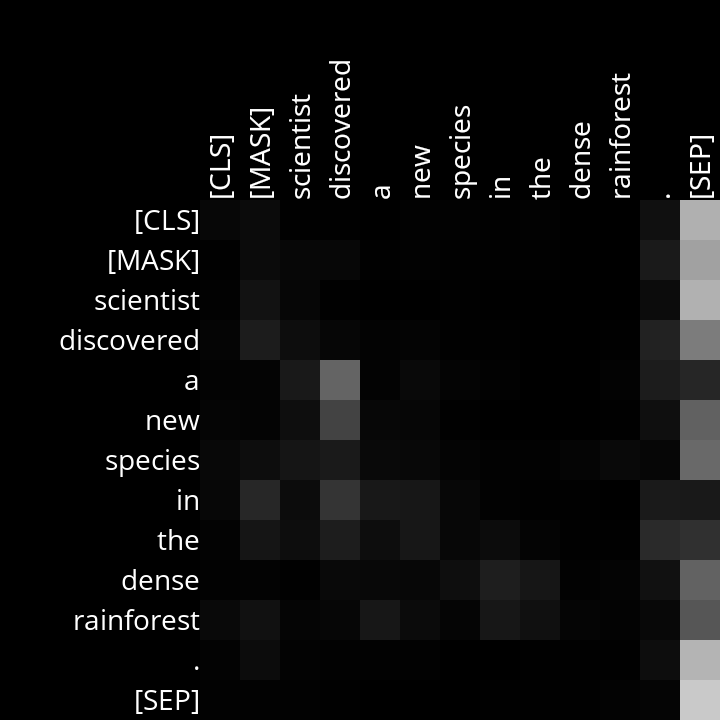 [CLS]
[MASK]
scientist
discovered
a
new
species
in
the
dense
rainforest
.
[SEP]
[CLS]
[MASK]
scientist
discovered
a
new
species
in
the
dense
rainforest
.
[SEP]